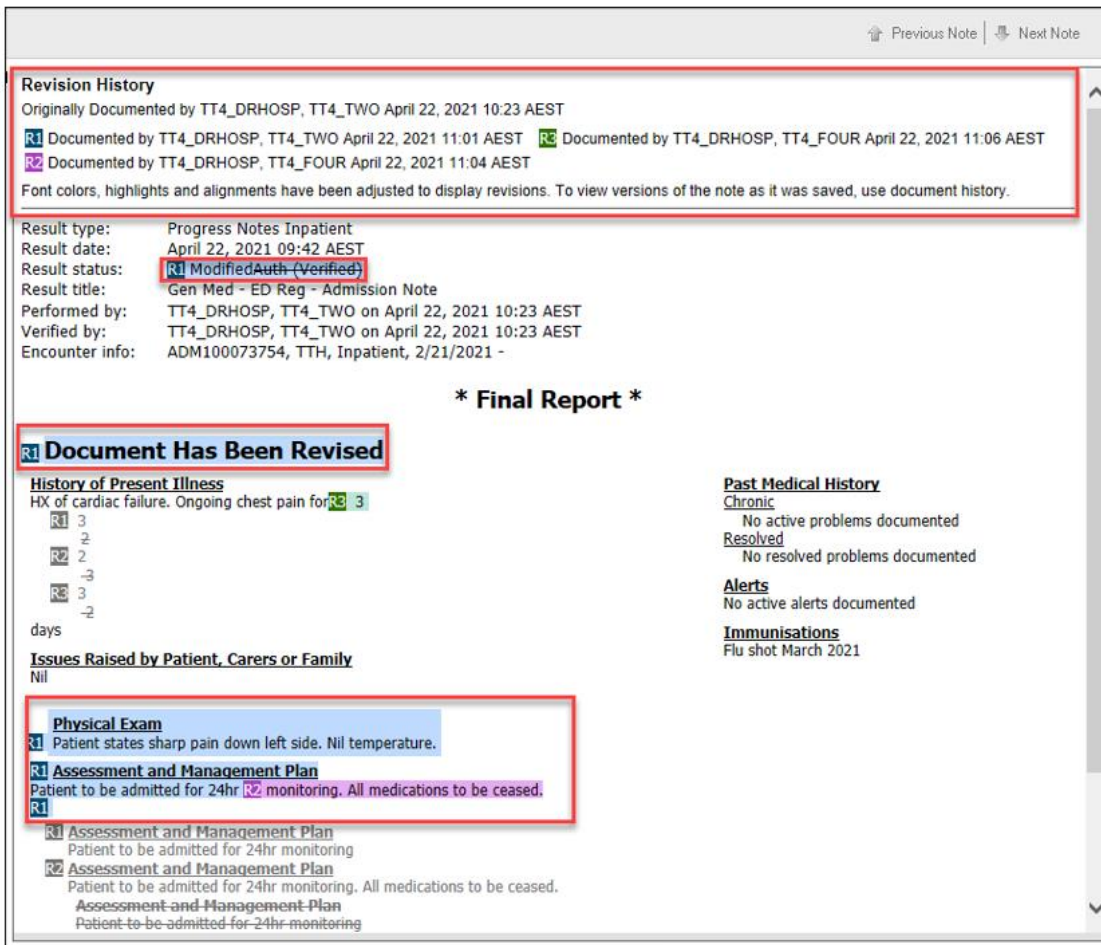 Previous Note | Next Note
Revision History
Originally Documented by TT4_DRHOSP, TT4_TWO April 22, 2021 10:23 AEST
R1 Documented by TT4_DRHOSP, TT4_TWO April 22, 2021 11:01 AEST R3 Documented by TT4_DRHOSP, TT4_FOUR April 22, 2021 11:06 AEST
R2 Documented by TT4_DRHOSP, TT4_FOUR April 22, 2021 11:04 AEST
Font colors, highlights and alignments have been adjusted to display revisions. To view versions of the note as it was saved, use document history.
Result type: Progress Notes Inpatient
Result date: April 22, 2021 09:42 AEST
Result status: R1 ModifiedAuth (Verified)
Result title: Gen Med - ED Reg - Admission Note
Performed by: TT4_DRHOSP, TT4_TWO on April 22, 2021 10:23 AEST
Verified by: TT4_DRHOSP, TT4_TWO on April 22, 2021 10:23 AEST
Encounter info: ADM100073754, TTH, Inpatient, 2/21/2021 -
* Final Report *
R1 Document Has Been Revised
History of Present Illness
HX of cardiac failure. Ongoing chest pain for R3 3
R1 3
2
R2 2
3
R3 3
2
days
Issues Raised by Patient, Carers or Family
Nil
Physical Exam
R1 Patient states sharp pain down left side. Nil temperature.
R1 Assessment and Management Plan
Patient to be admitted for 24hr R2 monitoring. All medications to be ceased.
R1
R1 Assessment and Management Plan
Patient to be admitted for 24hr monitoring
R2 Assessment and Management Plan
Patient to be admitted for 24hr monitoring. All medications to be ceased.
Assessment and Management Plan
Patient to be admitted for 24hr monitoring
Past Medical History
Chronic
No active problems documented
Resolved
No resolved problems documented
Alerts
No active alerts documented
Immunisations
Flu shot March 2021